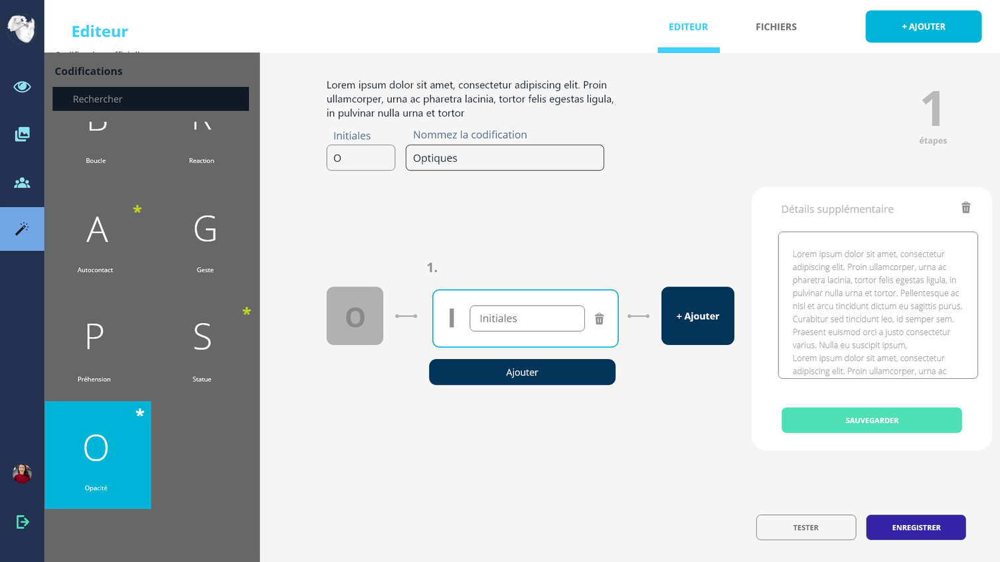 Editeur
EDITEUR
FICHIERS
+ AJOUTER
Codifications
Rechercher
Boucle
Reaction
A
*
Autocontact
G
Geste
P
Préhension
S
*
Statue
O
*
Opacité
Lorem ipsum dolor sit amet, consectetur adipiscing elit. Proin
ullamcorper, urna ac pharetra lacinia, tortor felis egestas ligula,
in pulvinar nulla urna et tortor
Initiales
Nommez la codification
O
Optiques
1
étapes
1.
O
I
Initiales
+ Ajouter
Ajouter
Détails supplémentaire
Lorem ipsum dolor sit amet, consectetur
adipiscing elit. Proin ullamcorper, urna ac
pharetra lacinia, tortor felis egestas ligula, in
pulvinar nulla urna et tortor. Pellentesque ac
nisl et arcu tincidunt dictum eu sagittis purus.
Curabitur sed tincidunt leo, id semper sem.
Praesent euismod orci a justo consectetur
varius. Nulla eu suscipit ipsum,
Lorem ipsum dolor sit amet, consectetur
adipiscing elit. Proin ullamcorper, urna ac
SAUVEGARDER
TESTER
ENREGISTRER